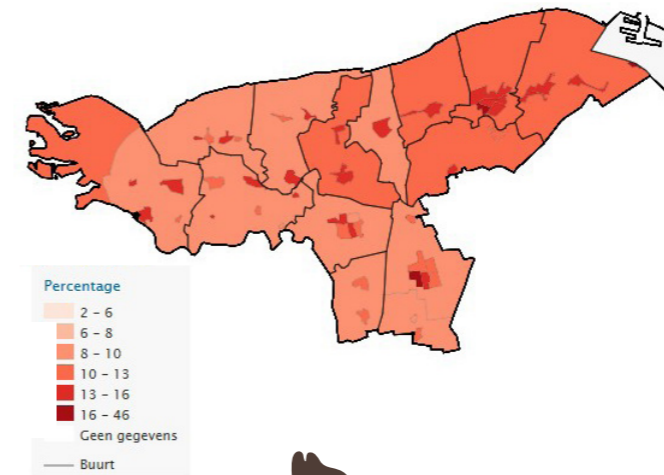 Percentage
2 - 6
6 - 8
8 - 10
10 - 13
13 - 16
16 - 46
Geen gegevens
Buurt